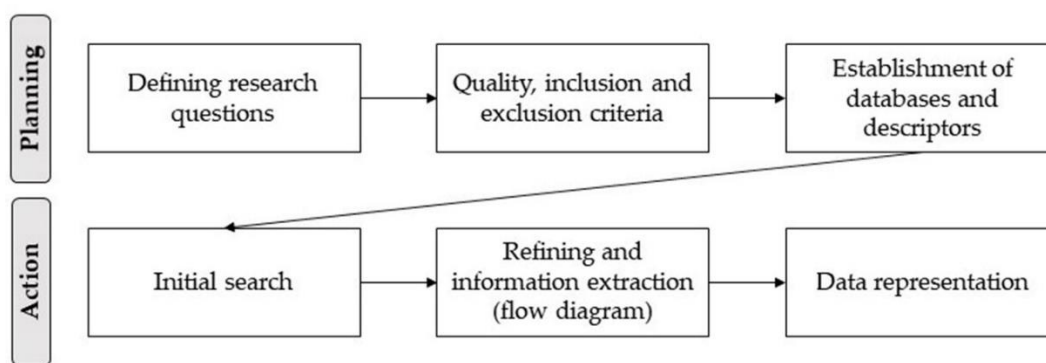 Planning
Defining research
questions
Quality, inclusion and
exclusion criteria
Establishment of
databases and
descriptors
Action
Initial search
Refining and
information extraction
(flow diagram)
Data representation